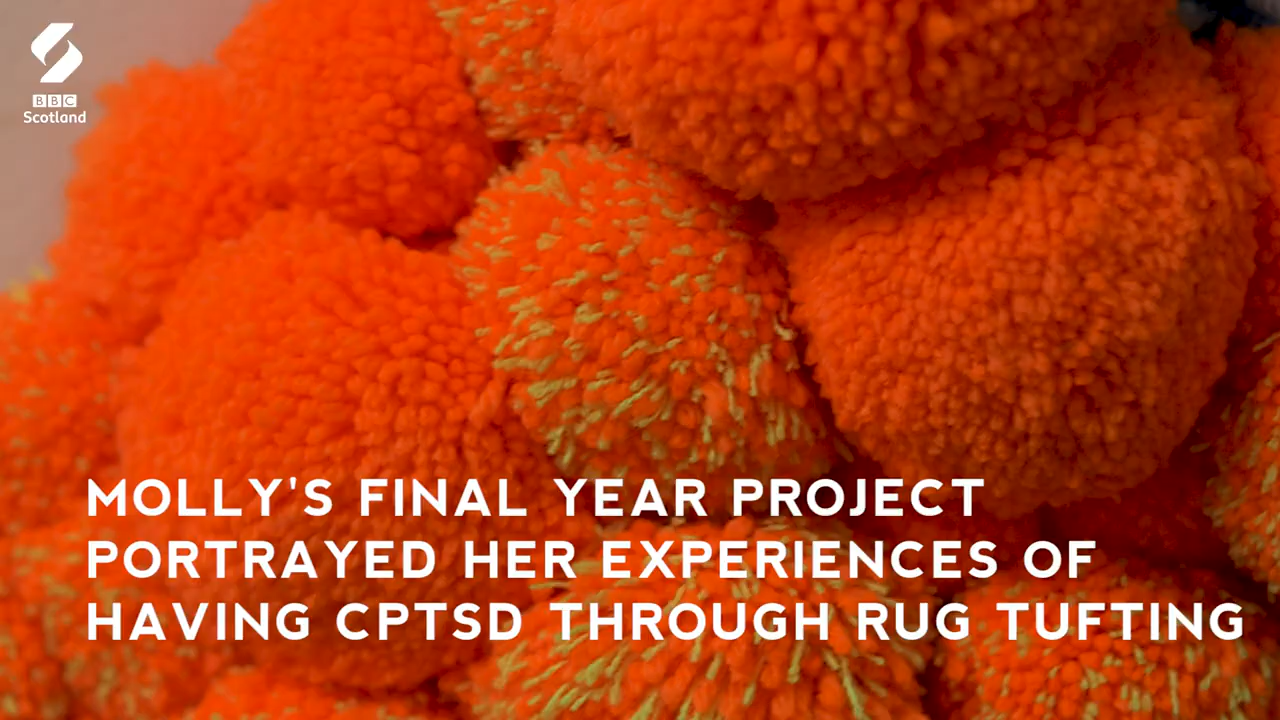 BBC
Scotland
MOLLY'S FINAL YEAR PROJECT
PORTRAYED HER EXPERIENCES OF
HAVING CPTSD THROUGH RUG TUFTING